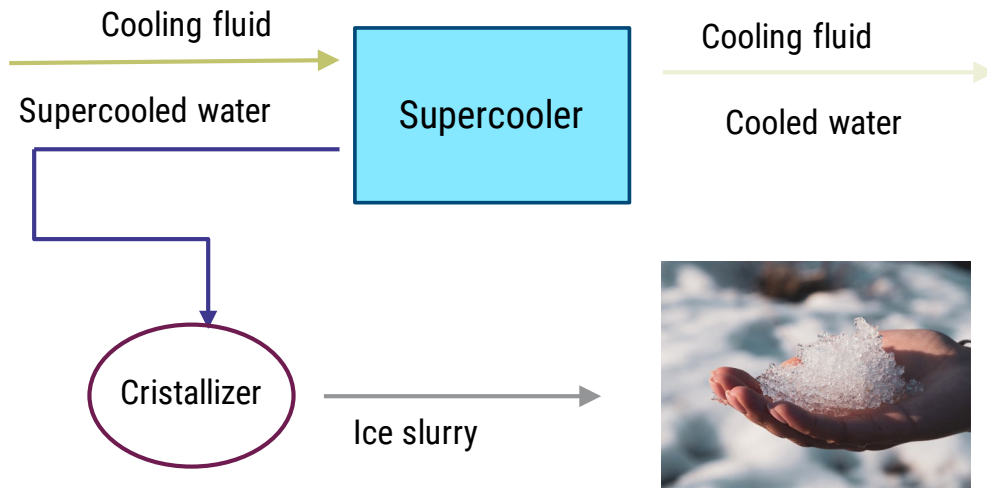 Cooling fluid
Cooling fluid
Supercooled water
Supercooler
Cooled water
Cristallizer
Ice slurry